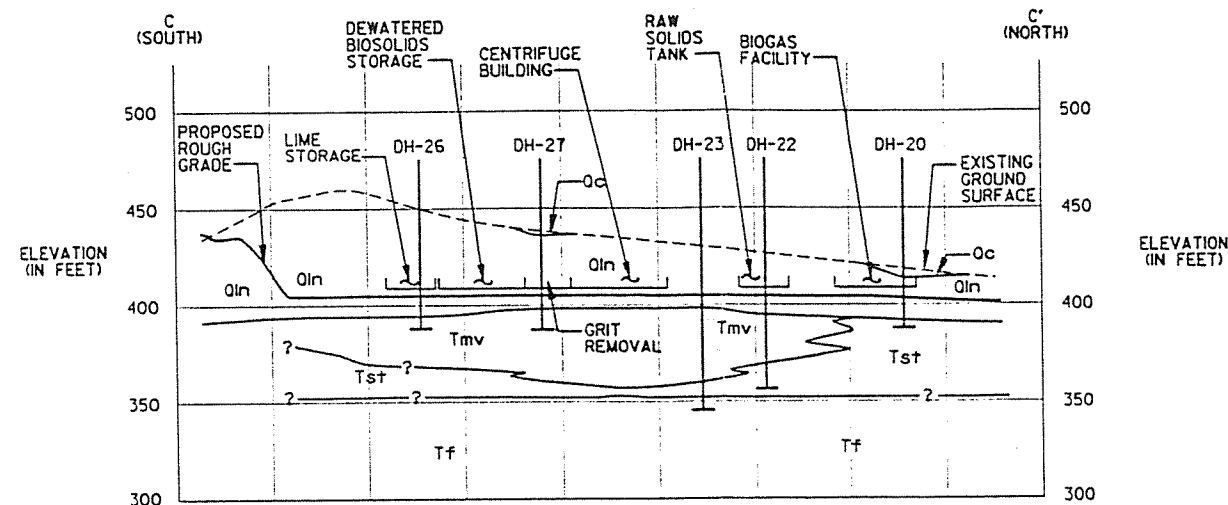 C
(SOUTH)
DEWATERED
BIOSOLIDS
STORAGE
CENTRIFUGE
BUILDING
RAW
SOLIDS
TANK
BIOGAS
FACILITY
C'
(NORTH)
500
500
PROPOSED
ROUGH
GRADE
LIME
STORAGE
DH-26
DH-27
DH-23
DH-22
DH-20
EXISTING
GROUND
SURFACE
Qc
450
450
ELEVATION
(IN FEET)
ELEVATION
(IN FEET)
Qc
Qln
Qln
Qln
Qln
400
400
GRIT
REMOVAL
Tmv
Tmv
?
Tst
?
Tst
350
?
?
?
350
Tf
Tf
300
300